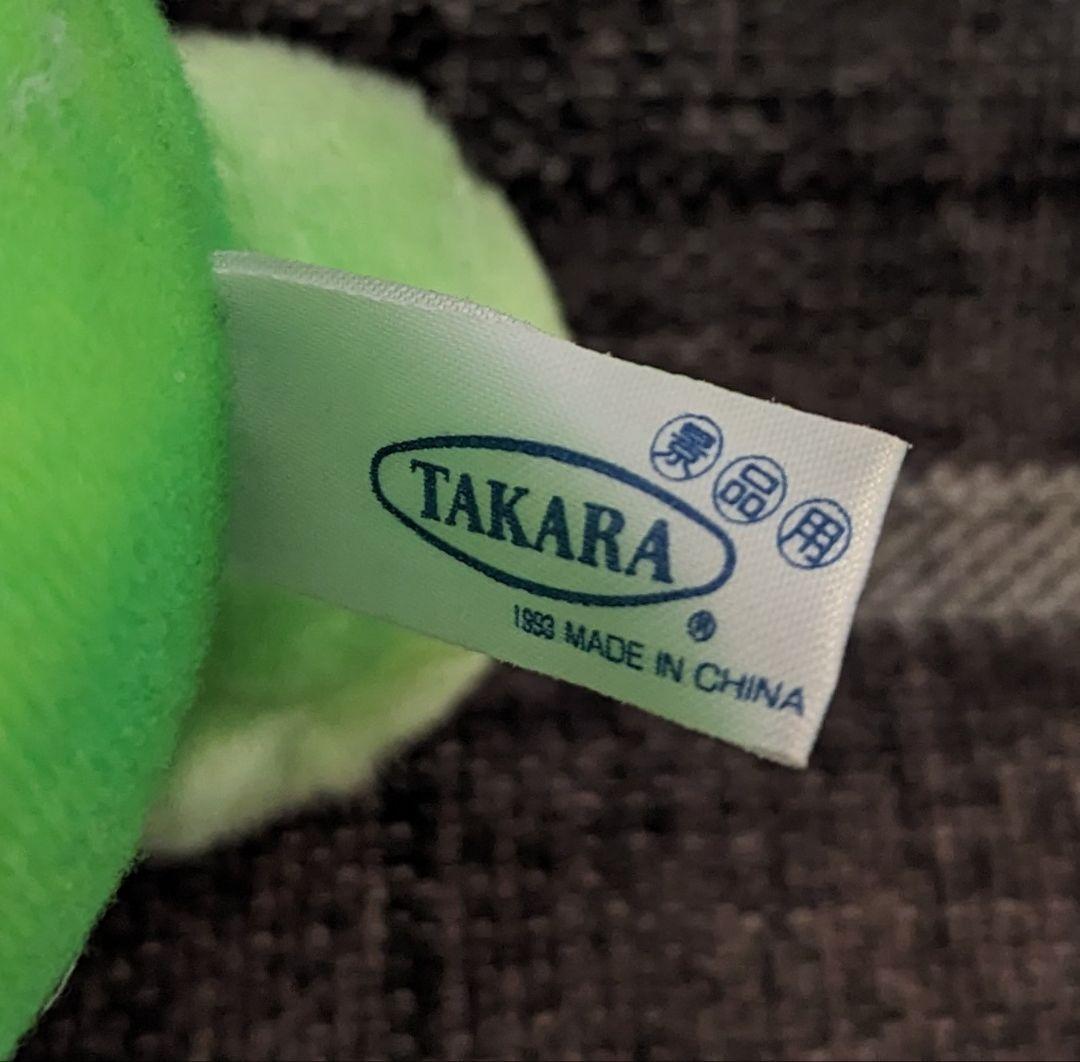 景品用
TAKARA
®
1993 MADE IN CHINA